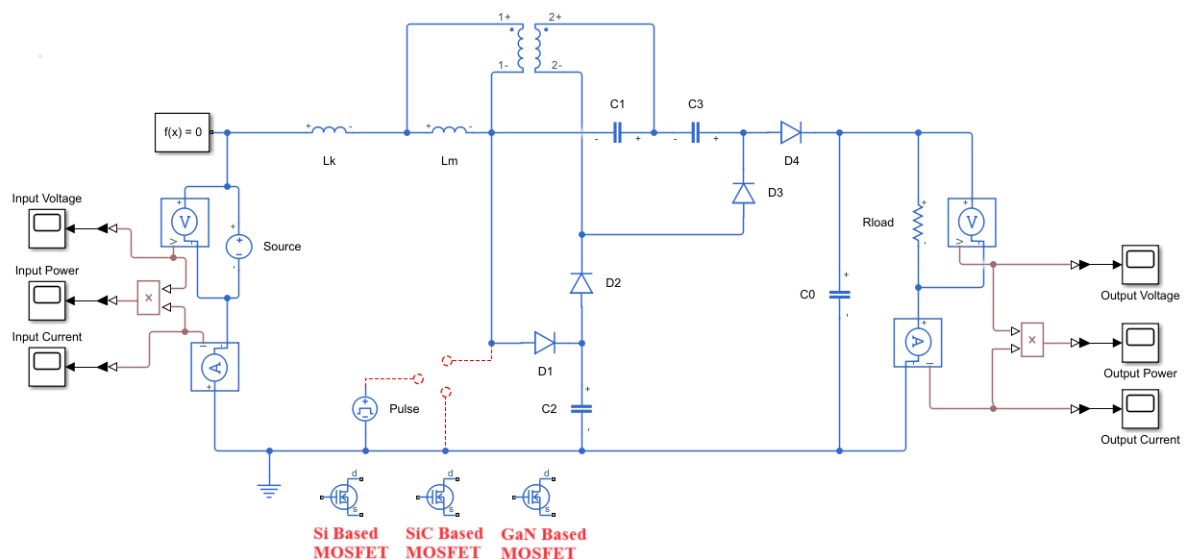 1+ 2+
1- 2-
f(x) = 0
+ -
Lk
+ -
Lm
C1
- +
C3
- +
D4
D3
D2
D1
C2
+
-
C0
+
-
Rload
+
-
Source
+
-
Input Voltage
+
V
-
V
Input Power
×
Input Current
I
-
A
+
Pulse
+
V
-
V
Output Voltage
+
A
-
I
×
Output Power
Output Current
d
s
d
s
d
s
Si Based
MOSFET
SiC Based
MOSFET
GaN Based
MOSFET